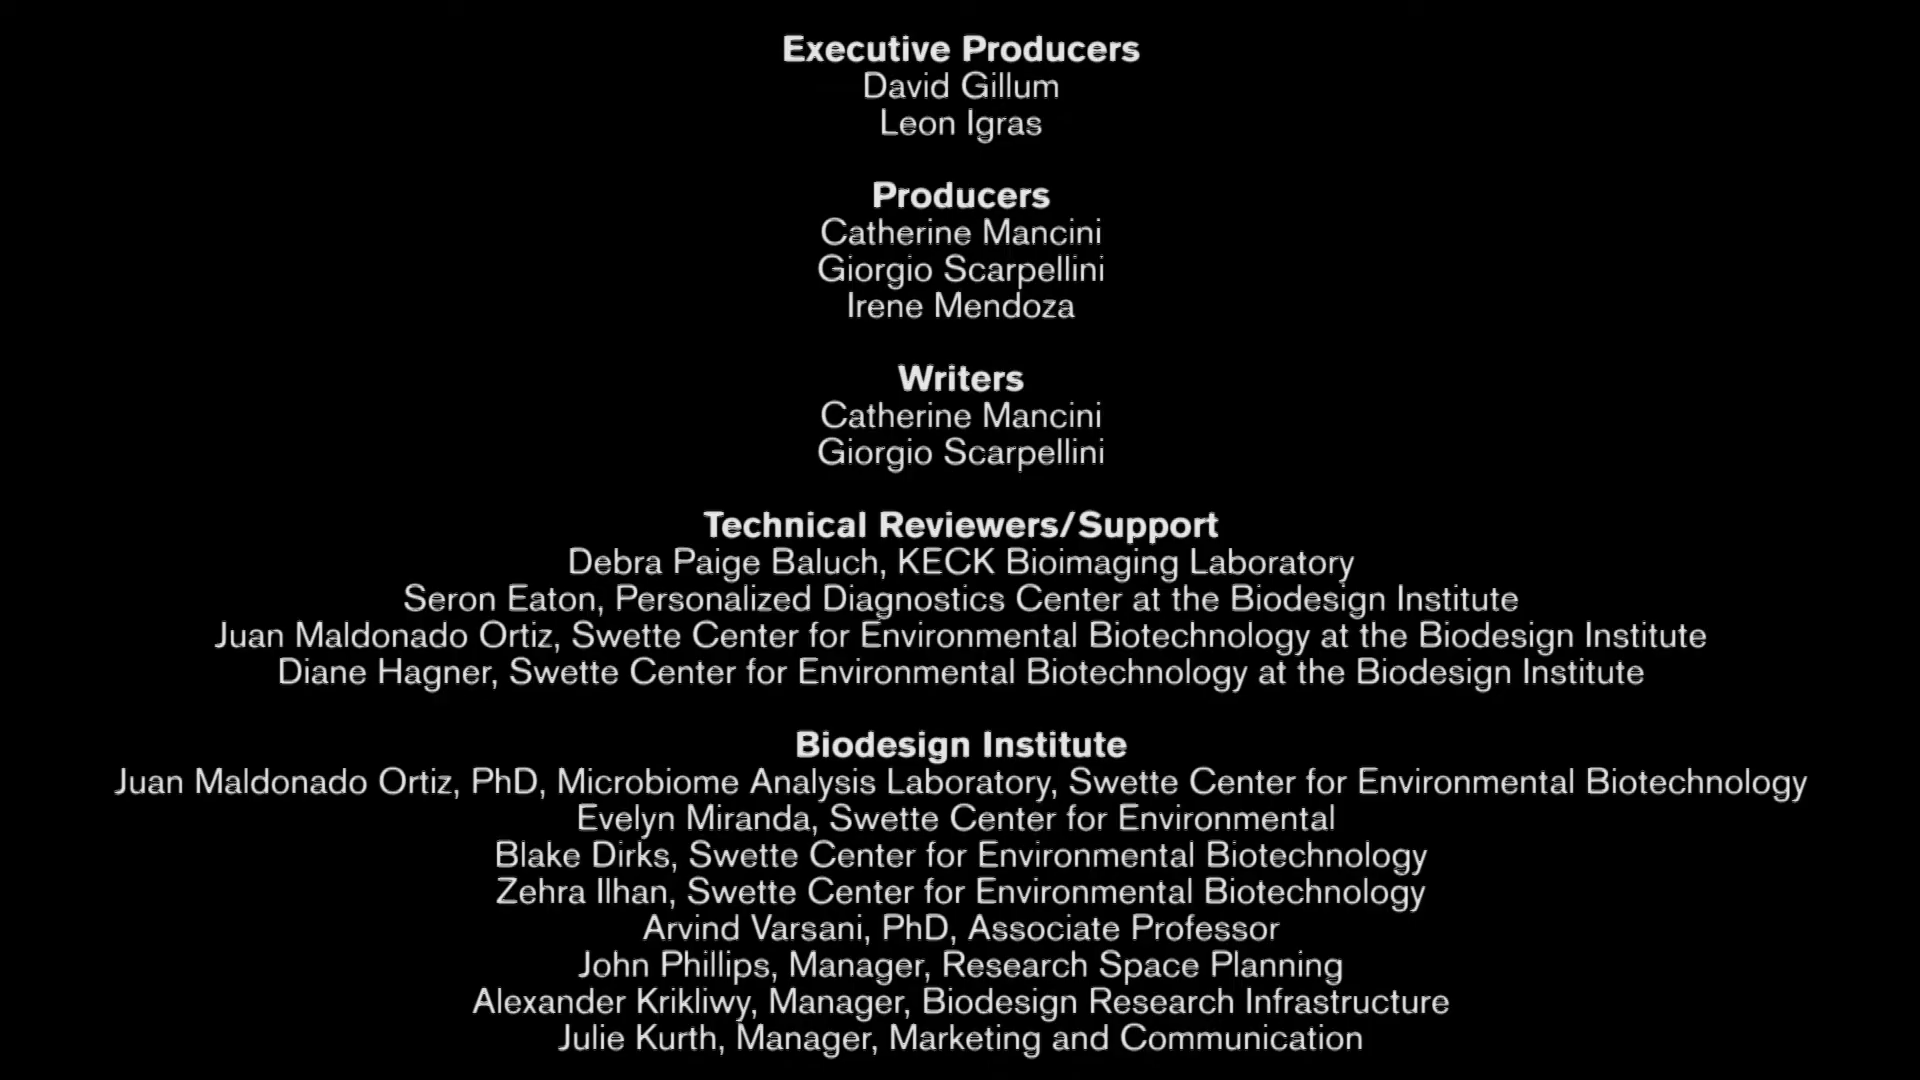 Executive Producers
David Gillum
Leon Igras
Producers
Catherine Mancini
Giorgio Scarpellini
Irene Mendoza
Writers
Catherine Mancini
Giorgio Scarpellini
Technical Reviewers/Support
Debra Paige Baluch, KECK Bioimaging Laboratory
Seron Eaton, Personalized Diagnostics Center at the Biodesign Institute
Juan Maldonado Ortiz, Swette Center for Environmental Biotechnology at the Biodesign Institute
Diane Hagner, Swette Center for Environmental Biotechnology at the Biodesign Institute
Biodesign Institute
Juan Maldonado Ortiz, PhD, Microbiome Analysis Laboratory, Swette Center for Environmental Biotechnology
Evelyn Miranda, Swette Center for Environmental
Blake Dirks, Swette Center for Environmental Biotechnology
Zehra Ilhan, Swette Center for Environmental Biotechnology
Arvind Varsani, PhD, Associate Professor
John Phillips, Manager, Research Space Planning
Alexander Krikliwy, Manager, Biodesign Research Infrastructure
Julie Kurth, Manager, Marketing and Communication